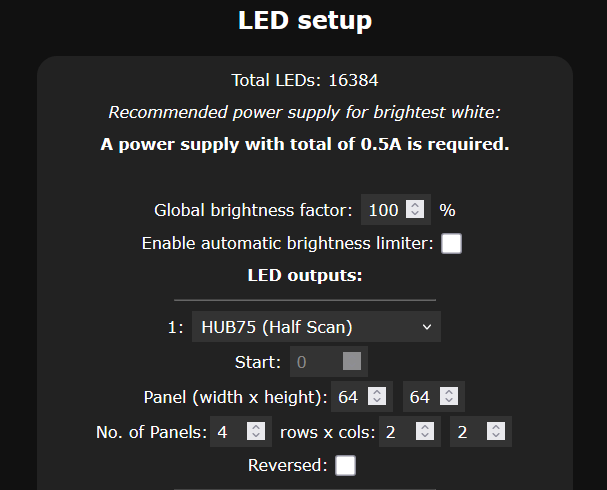 LED setup
Total LEDs: 16384
Recommended power supply for brightest white:
A power supply with total of 0.5A is required.
Global brightness factor: 100 %
Enable automatic brightness limiter:
LED outputs:
1: HUB75 (Half Scan)
Start: 0
Panel (width x height): 64 64
No. of Panels: 4 rows x cols: 2 2
Reversed: